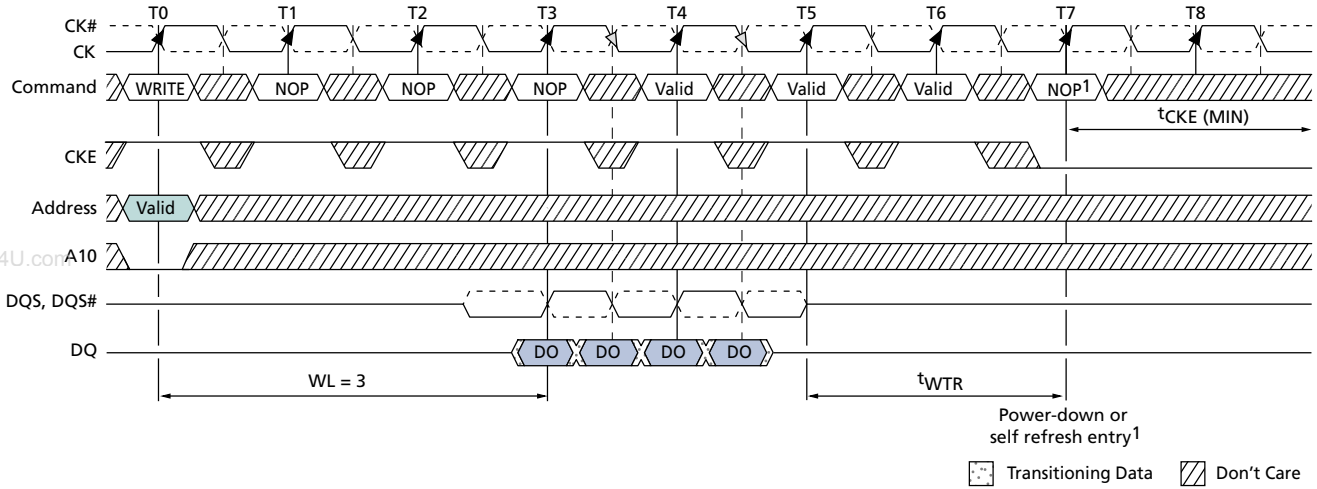 T0 T1 T2 T3 T4 T5 T6 T7 T8
CK#
CK
Command WRITE NOP NOP NOP Valid Valid Valid NOP1
tCKE (MIN)
CKE
Address Valid
4U.com
A10
DQS, DQS#
DQ DO DO DO DO
WL = 3 tWTR
Power-down or
self refresh entry1
Transitioning Data Don't Care